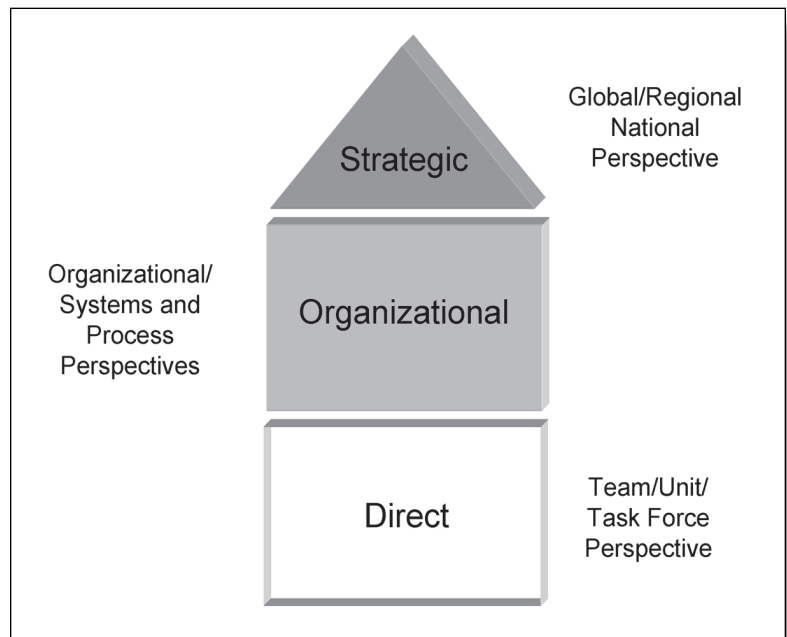 Strategic
Global/Regional
National
Perspective
Organizational/
Systems and
Process
Perspectives
Organizational
Direct
Team/Unit/
Task Force
Perspective